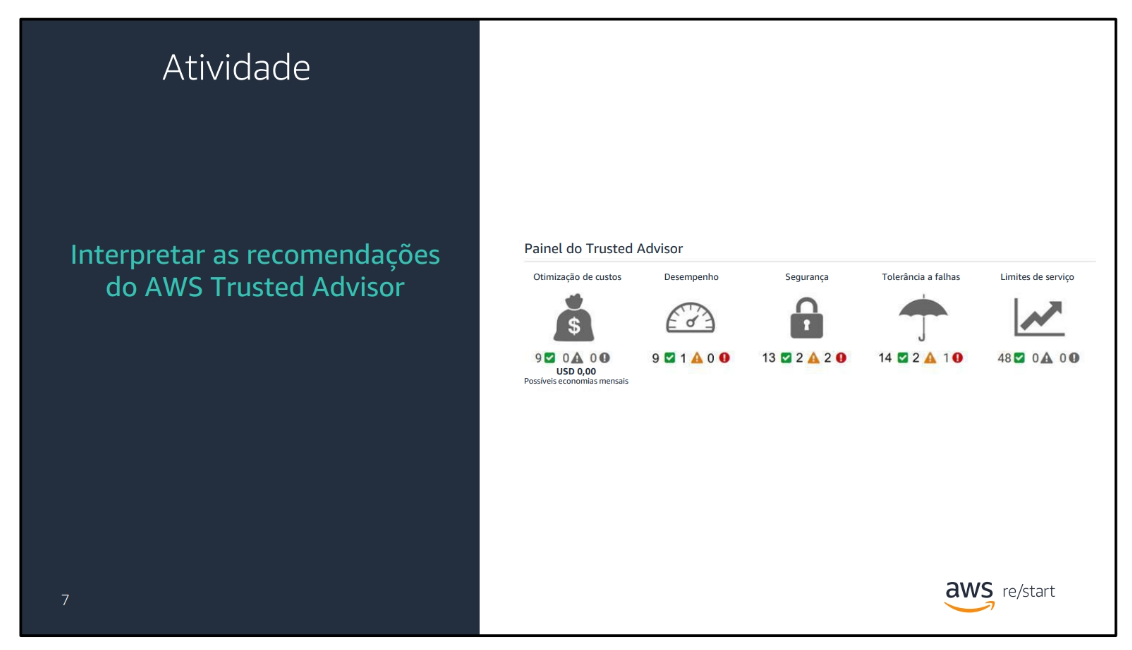 Atividade
Interpretar as recomendações
do AWS Trusted Advisor
7
Painel do Trusted Advisor
Otimização de custos
$
9 0 0
USD 0,00
Possíveis economias mensais
Desempenho
9 1 0
Segurança
13 2 2
Tolerância a falhas
14 2 1
Limites de serviço
48 0 0
aws re/start